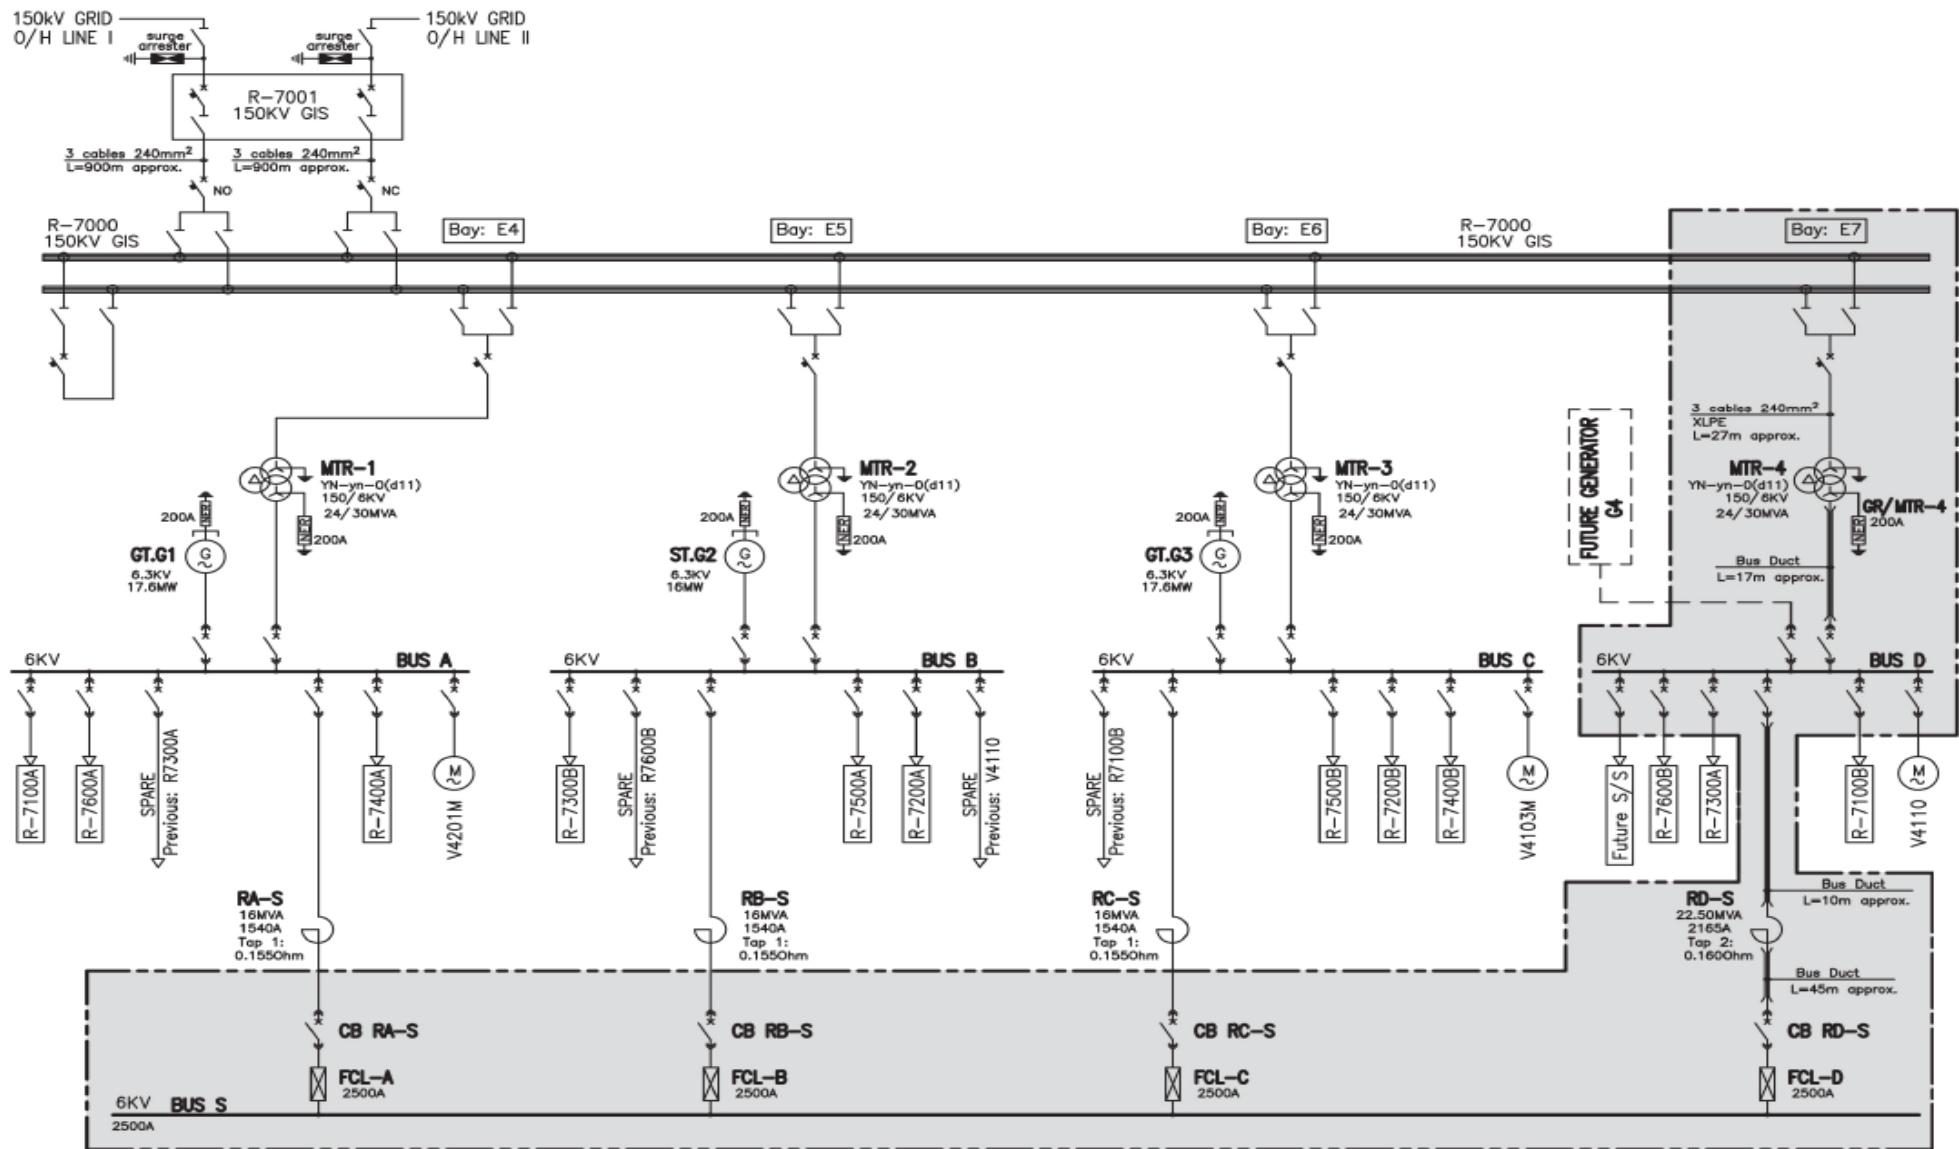 150kV GRID
O/H LINE I
surge
arrester
surge
arrester
150kV GRID
O/H LINE II
R-7001
150KV GIS
3 cables 240mm²
L=900m approx.
3 cables 240mm²
L=900m approx.
NO
NC
R-7000
150KV GIS
Bay: E4
Bay: E5
Bay: E6
R-7000
150KV GIS
Bay: E7
MTR-1
YN-yn-0(d11)
150/6KV
24/30MVA
200A
NER
NER
200A
GT.G1
G
6.3KV
17.6MW
MTR-2
YN-yn-0(d11)
150/6KV
24/30MVA
200A
NER
NER
200A
ST.G2
G
6.3KV
16MW
MTR-3
YN-yn-0(d11)
150/6KV
24/30MVA
200A
NER
NER
200A
GT.G3
G
6.3KV
17.6MW
FUTURE GENERATOR
G4
3 cables 240mm²
XLPE
L=27m approx.
MTR-4
YN-yn-0(d11)
150/6KV
24/30MVA
GR/MTR-4
200A
NER
Bus Duct
L=17m approx.
6KV
BUS A
6KV
BUS B
6KV
BUS C
6KV
BUS D
R-7100A
R-7600A
SPARE
Previous: R7300A
R-7400A
M
V4201M
R-7300B
SPARE
Previous: R7600B
R-7500A
R-7200A
SPARE
Previous: V4110
SPARE
Previous: R7100B
R-7500B
R-7200B
R-7400B
M
V4103M
Future S/S
R-7600B
R-7300A
R-7100B
M
V4110
RA-S
16MVA
1540A
Tap 1:
0.155Ohm
RB-S
16MVA
1540A
Tap 1:
0.155Ohm
RC-S
16MVA
1540A
Tap 1:
0.155Ohm
RD-S
22.50MVA
2165A
Tap 2:
0.160Ohm
Bus Duct
L=10m approx.
Bus Duct
L=45m approx.
CB RA-S
CB RB-S
CB RC-S
CB RD-S
FCL-A
2500A
FCL-B
2500A
FCL-C
2500A
FCL-D
2500A
6KV
BUS S
2500A